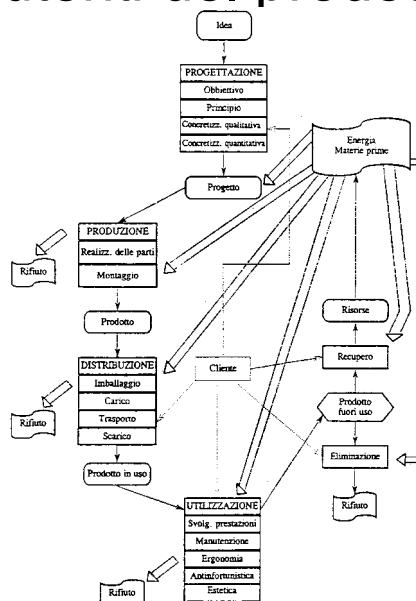 Idea
PROGETTAZIONE
Obbiettivo
Principio
Concretizz. qualitativa
Concretizz. quantitativa
Energia
Materie prime
Progetto
PRODUZIONE
Realizz. delle parti
Montaggio
Rifiuto
Prodotto
Risorse
DISTRIBUZIONE
Imballaggio
Carico
Trasporto
Scarico
Cliente
Recupero
Rifiuto
Prodotto
fuori uso
Prodotto in uso
Eliminazione
UTILIZZAZIONE
Svolg. prestazioni
Manutenzione
Ergonomia
Antinfortunistica
Estetica
Rifiuto
Rifiuto